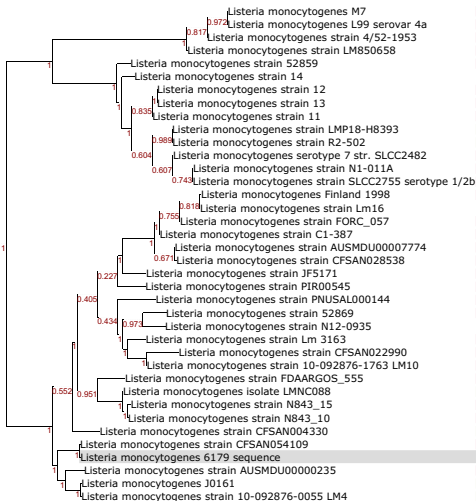 Listeria monocytogenes M7
0.972
Listeria monocytogenes L99 serovar 4a
0.817
Listeria monocytogenes strain 4/52-1953
Listeria monocytogenes strain LM850658
1
Listeria monocytogenes strain 52859
1
Listeria monocytogenes strain 14
1
Listeria monocytogenes strain 12
1
Listeria monocytogenes strain 13
0.835
Listeria monocytogenes strain 11
Listeria monocytogenes strain LMP18-H8393
0.989
Listeria monocytogenes strain R2-502
0.604
Listeria monocytogenes serotype 7 str. SLCC2482
0.607
Listeria monocytogenes strain N1-011A
0.743
Listeria monocytogenes strain SLCC2755 serotype 1/2b
Listeria monocytogenes Finland 1998
0.818
Listeria monocytogenes strain Lm16
0.755
Listeria monocytogenes strain FORC_057
1
Listeria monocytogenes strain C1-387
1
Listeria monocytogenes strain AUSMDU00007774
0.671
Listeria monocytogenes strain CFSAN028538
1
Listeria monocytogenes strain JF5171
0.227
Listeria monocytogenes strain PIR00545
0.405
Listeria monocytogenes strain PNUSAL000144
Listeria monocytogenes strain 52869
0.434
0.973
Listeria monocytogenes strain N12-0935
1
Listeria monocytogenes strain Lm 3163
1
Listeria monocytogenes strain CFSAN022990
1
Listeria monocytogenes strain 10-092876-1763 LM10
1
Listeria monocytogenes strain FDAARGOS_555
0.552
0.951
Listeria monocytogenes isolate LMNC088
1
Listeria monocytogenes strain N843_15
1
Listeria monocytogenes strain N843_10
Listeria monocytogenes strain CFSAN004330
1
Listeria monocytogenes strain CFSAN054109
1
Listeria monocytogenes 6179 sequence
1
Listeria monocytogenes strain AUSMDU00000235
1
Listeria monocytogenes J0161
1
Listeria monocytogenes strain 10-092876-0055 LM4